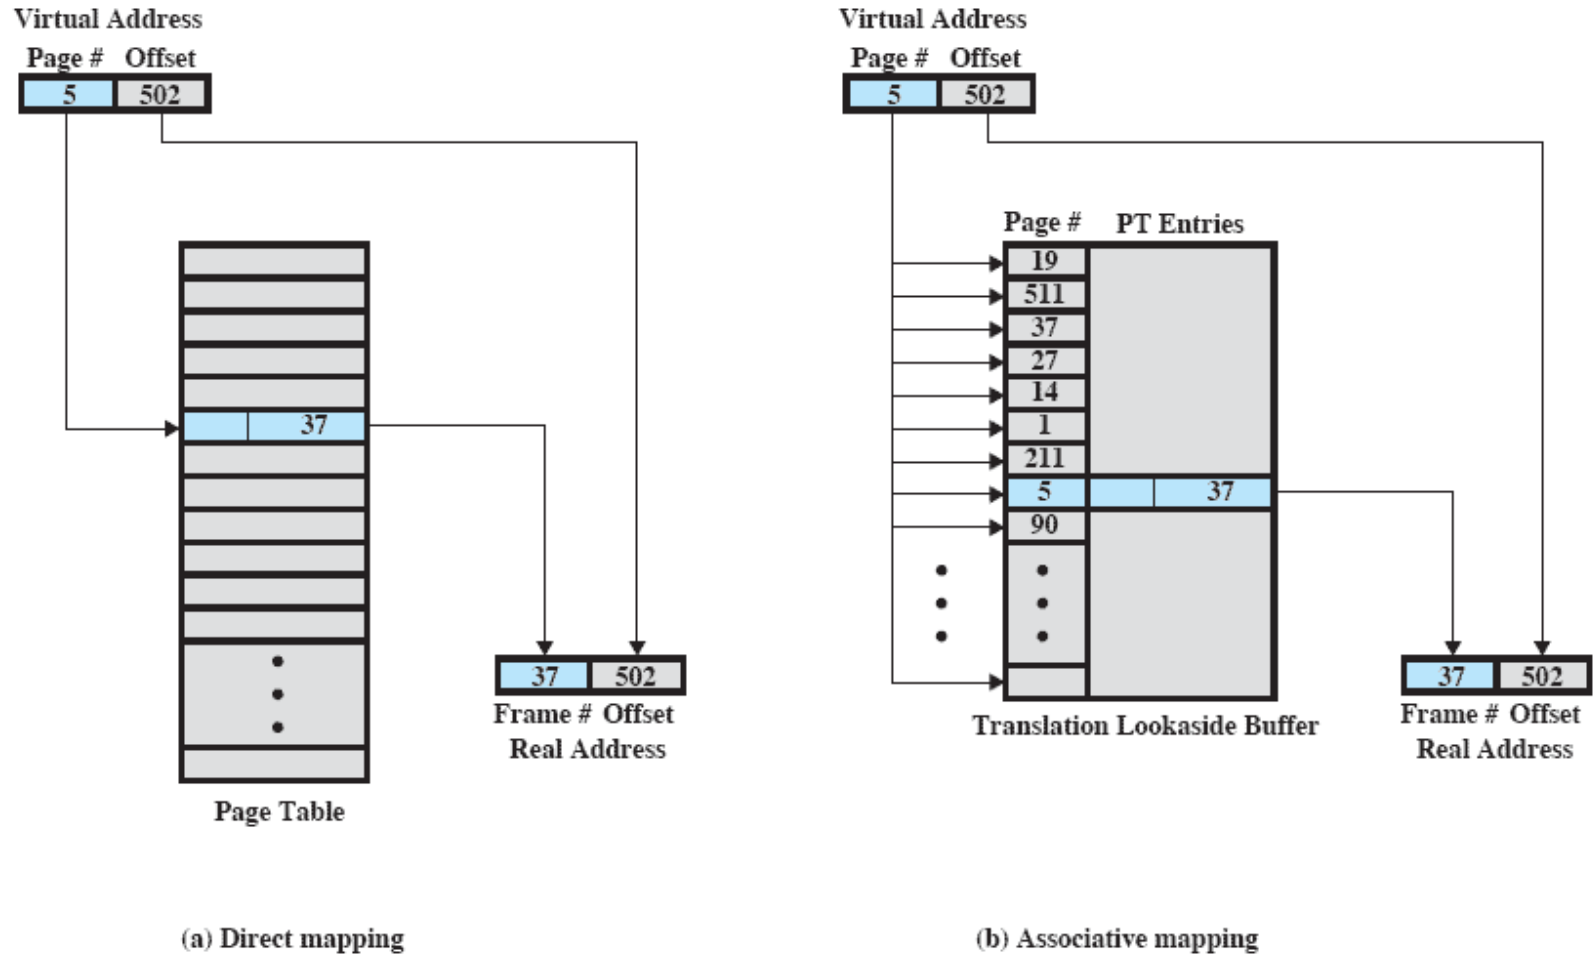 Virtual Address
Page # Offset
5 502
37
37 502
Frame # Offset
Real Address
Page Table
(a) Direct mapping
Virtual Address
Page # Offset
5 502
Page # PT Entries
19
511
37
27
14
1
211
5 37
90
37 502
Frame # Offset
Real Address
Translation Lookaside Buffer
(b) Associative mapping